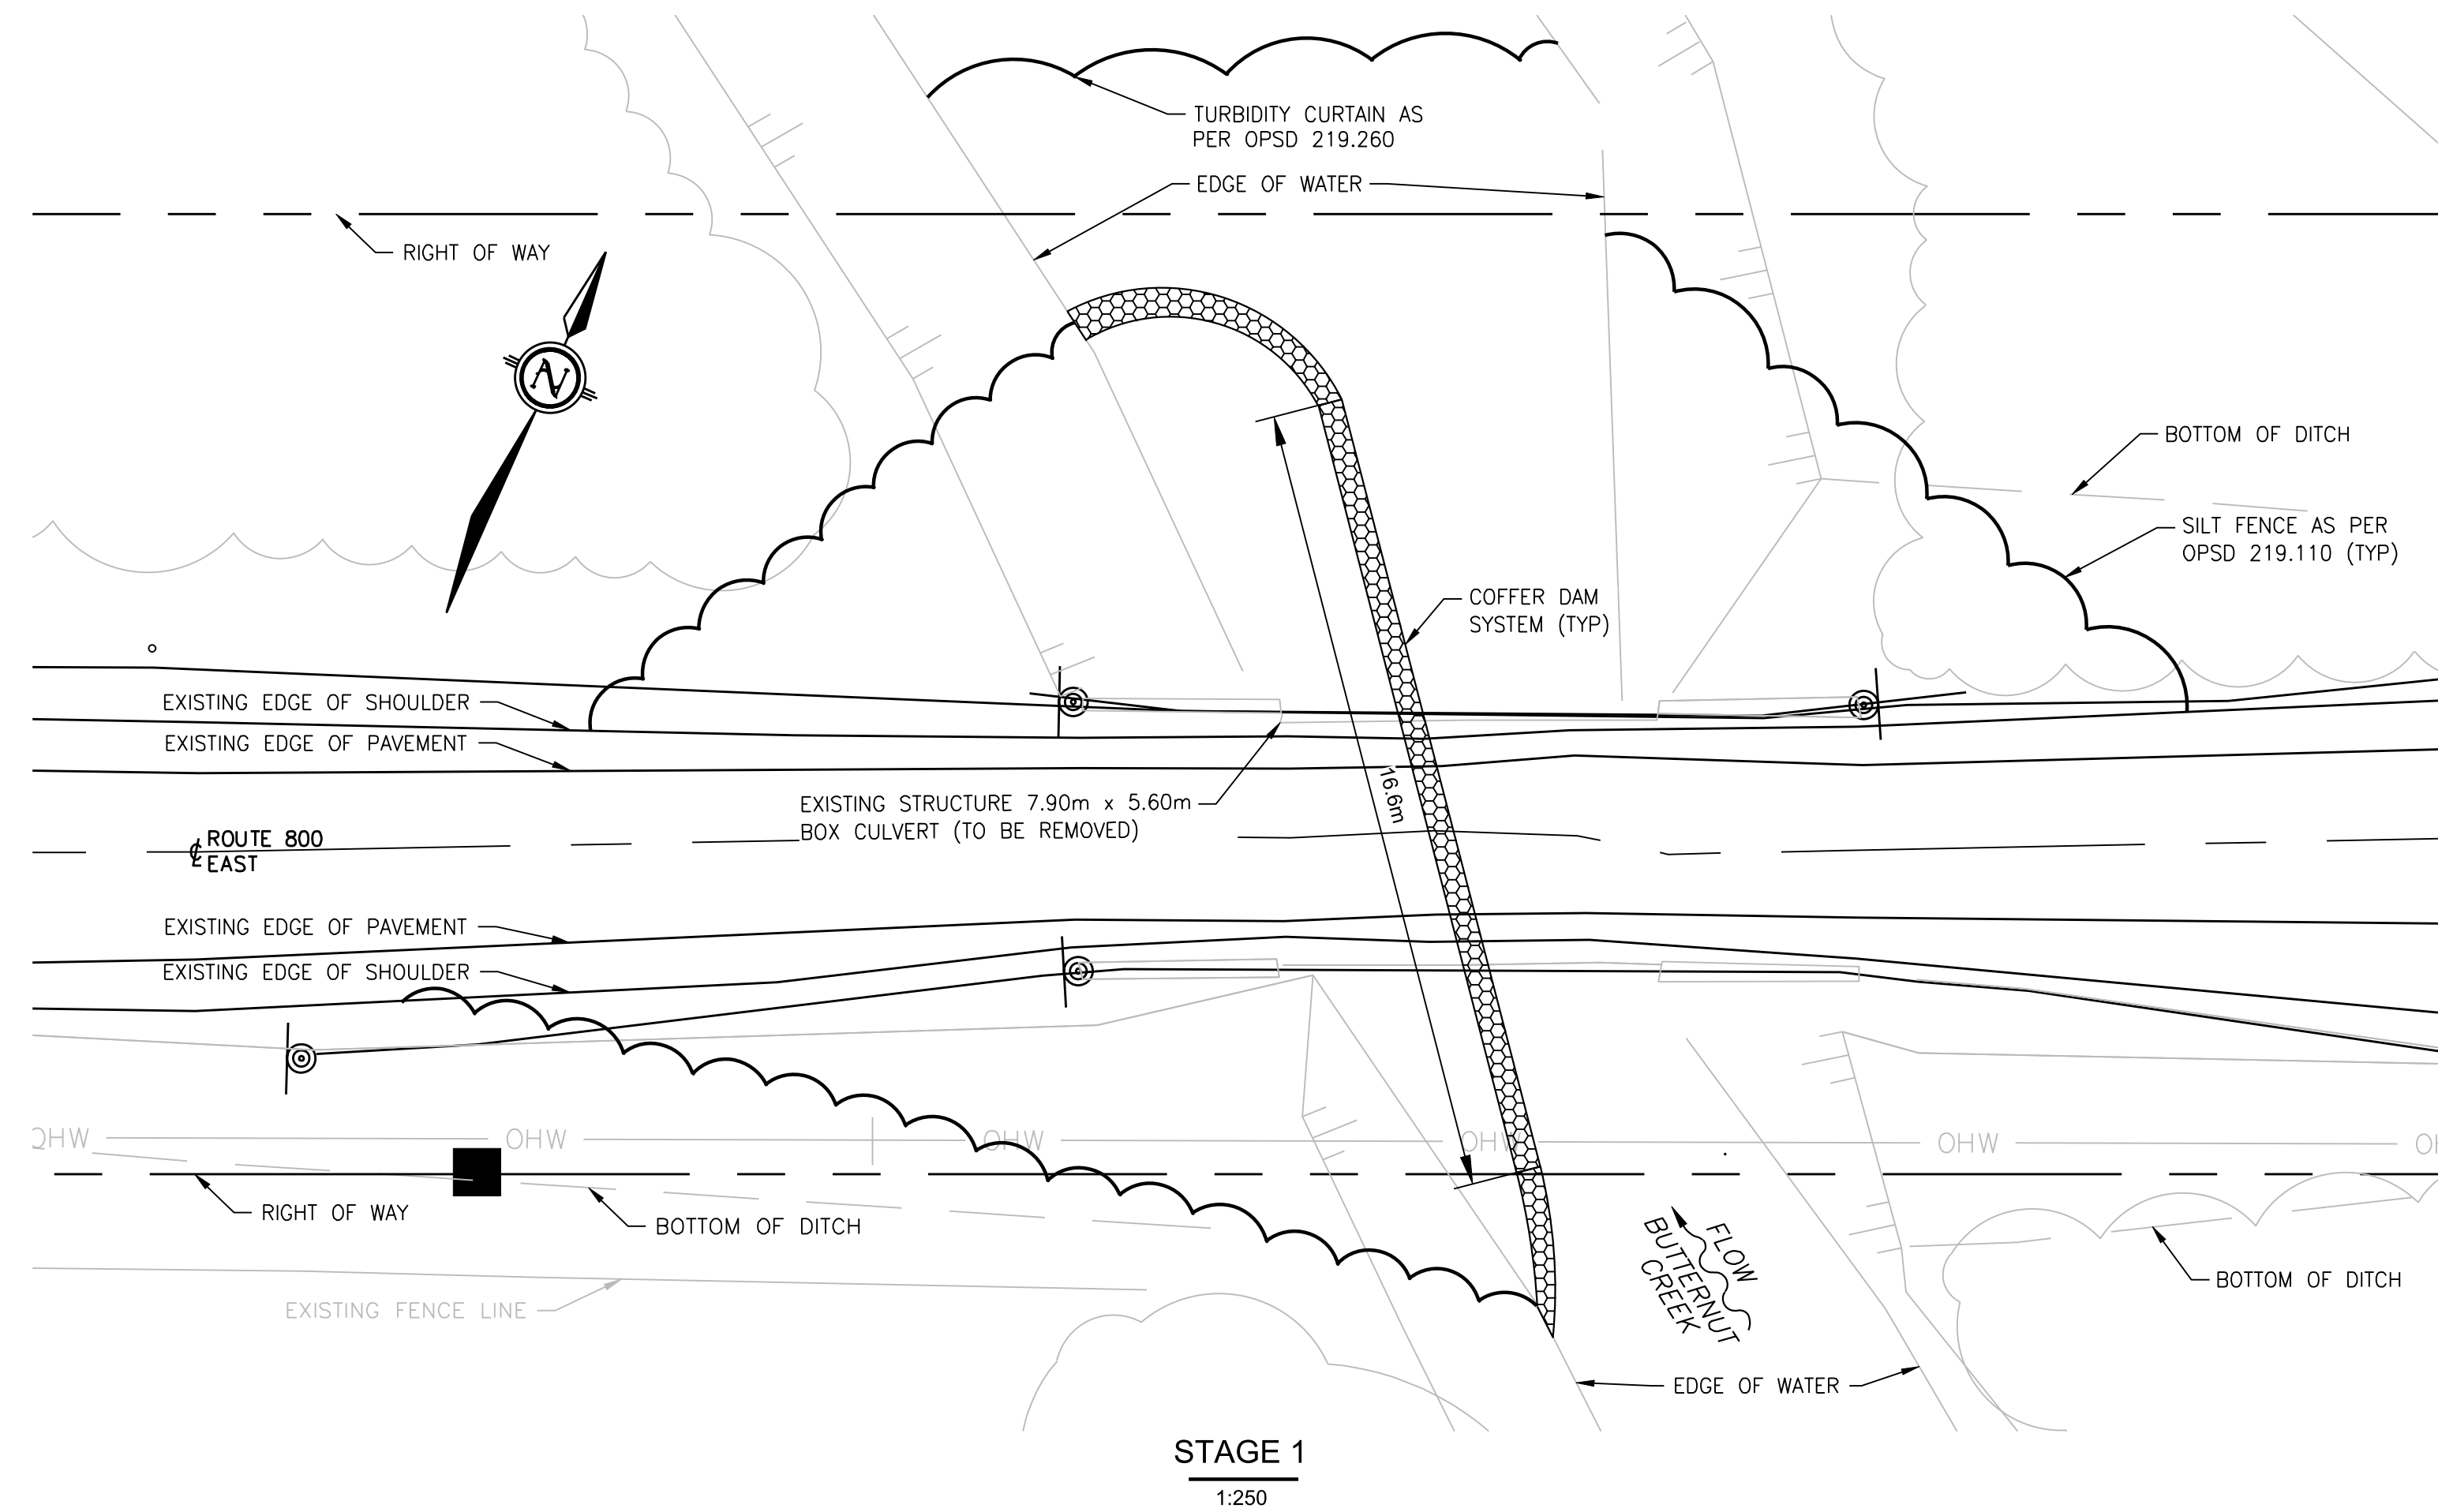 TURBIDITY CURTAIN AS
PER OPSD 219.260
EDGE OF WATER
RIGHT OF WAY
N
BOTTOM OF DITCH
SILT FENCE AS PER
OPSD 219.110 (TYP)
COFFER DAM
SYSTEM (TYP)
EXISTING EDGE OF SHOULDER
EXISTING EDGE OF PAVEMENT
16.6m
EXISTING STRUCTURE 7.90m x 5.60m
BOX CULVERT (TO BE REMOVED)
℄ ROUTE 800
EAST
EXISTING EDGE OF PAVEMENT
EXISTING EDGE OF SHOULDER
OHW OHW OHW OHW OHW
RIGHT OF WAY
BOTTOM OF DITCH
FLOW
BUTTERNUT
CREEK
BOTTOM OF DITCH
EXISTING FENCE LINE
EDGE OF WATER
STAGE 1
1:250